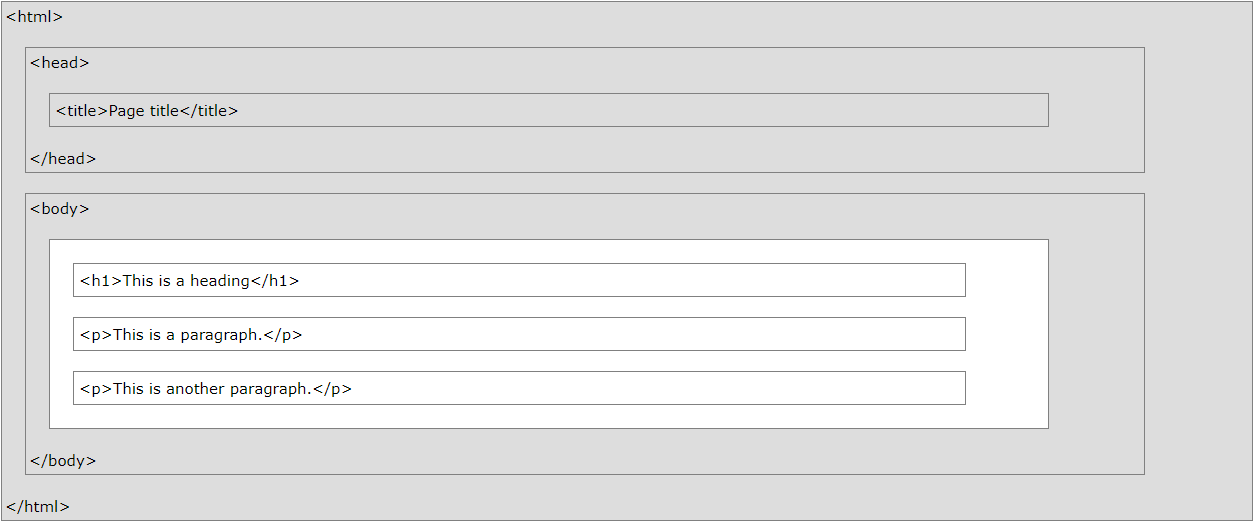 <html>
<head>
<title>Page title</title>
</head>
<body>
<h1>This is a heading</h1>
<p>This is a paragraph.</p>
<p>This is another paragraph.</p>
</body>
</html>